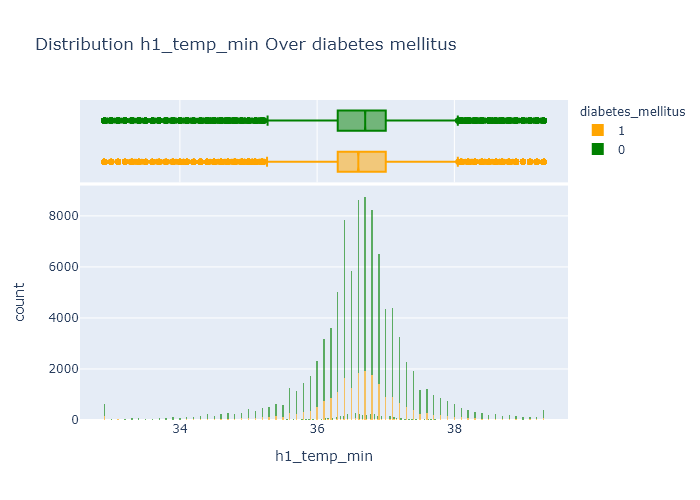 Distribution h1_temp_min Over diabetes mellitus
diabetes_mellitus
1
0
8000
6000
4000
2000
0
count
34
36
38
h1_temp_min